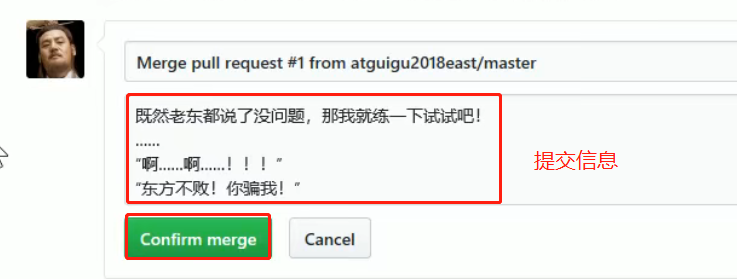 Merge pull request #1 from atguigu2018east/master
既然老东都说了没问题，那我就练一下试试吧！
……
“啊……啊……！！！”
“东方不败！你骗我！”
提交信息
Confirm merge
Cancel